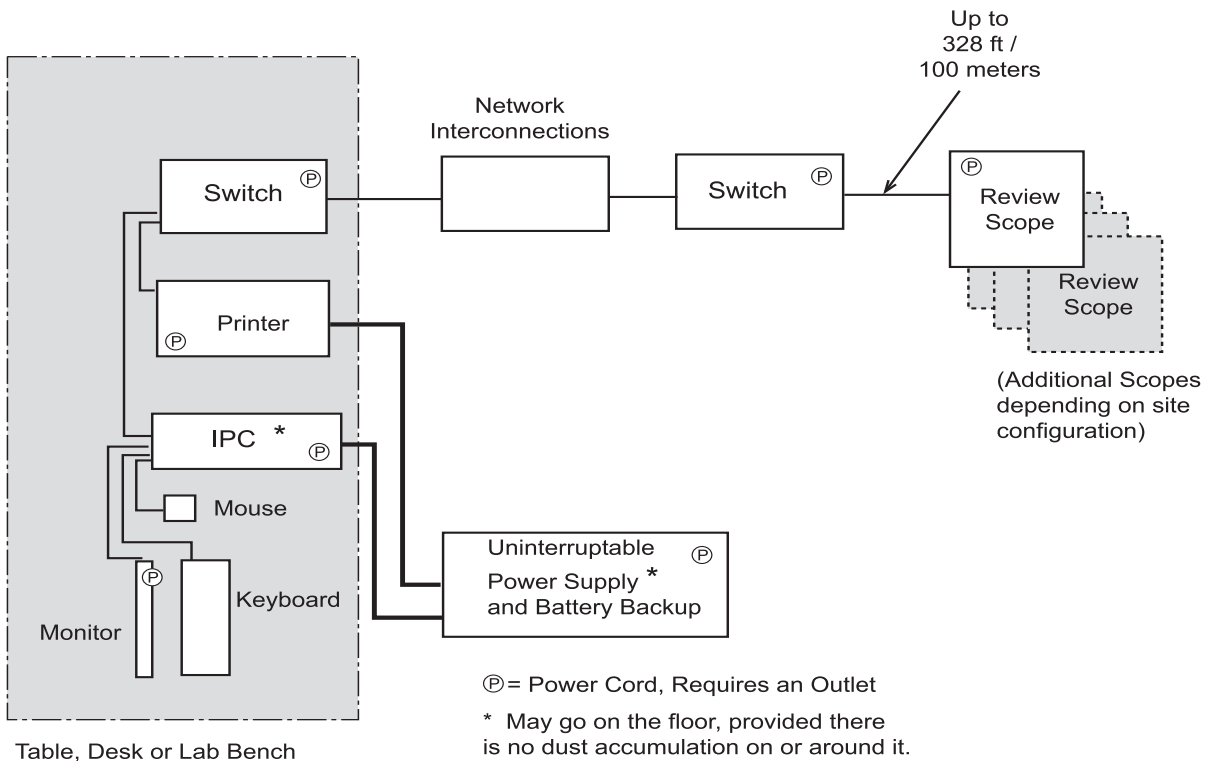 Up to
328 ft /
100 meters
Network
Interconnections
Switch Ⓟ
Switch Ⓟ
Ⓟ
Review
Scope
Review
Scope
Printer
Ⓟ
(Additional Scopes
depending on site
configuration)
IPC *
Ⓟ
Mouse
Uninterruptable Ⓟ
Power Supply *
and Battery Backup
Ⓟ
Keyboard
Monitor
Ⓟ= Power Cord, Requires an Outlet
* May go on the floor, provided there
is no dust accumulation on or around it.
Table, Desk or Lab Bench